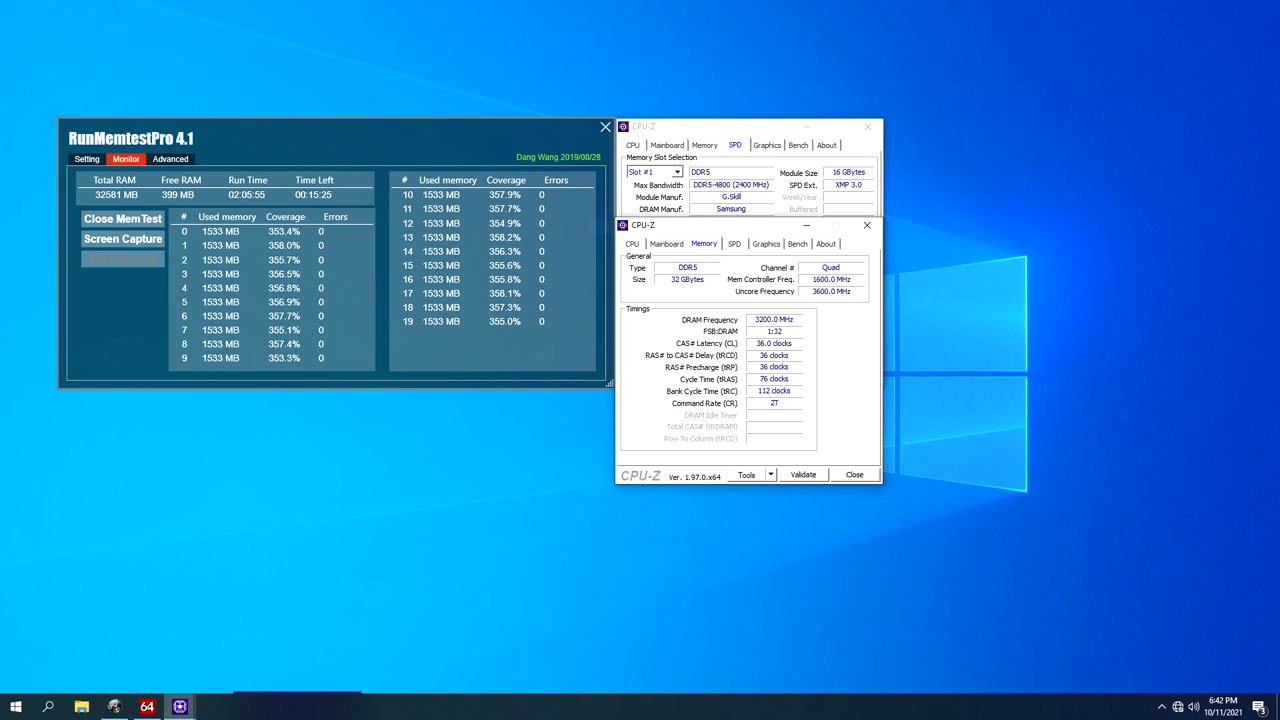 RunMemtestPro 4.1
Setting Monitor Advanced
Dang Wang 2019/08/28
Total RAM Free RAM Run Time Time Left
32581 MB 399 MB 02:05:55 00:15:25
Close MemTest
Screen Capture
# Used memory Coverage Errors
0 1533 MB 353.4% 0
1 1533 MB 358.0% 0
2 1533 MB 355.7% 0
3 1533 MB 356.5% 0
4 1533 MB 356.8% 0
5 1533 MB 356.9% 0
6 1533 MB 357.7% 0
7 1533 MB 355.1% 0
8 1533 MB 357.4% 0
9 1533 MB 353.3% 0
# Used memory Coverage Errors
10 1533 MB 357.9% 0
11 1533 MB 357.7% 0
12 1533 MB 354.9% 0
13 1533 MB 358.2% 0
14 1533 MB 356.3% 0
15 1533 MB 355.6% 0
16 1533 MB 355.8% 0
17 1533 MB 358.1% 0
18 1533 MB 357.3% 0
19 1533 MB 355.0% 0
CPU-Z
CPU Mainboard Memory SPD Graphics Bench About
Memory Slot Selection
Slot #1 DDR5 Module Size 16 GBytes
Max Bandwidth DDR5-4800 (2400 MHz) SPD Ext. XMP 3.0
Module Manuf. G.Skill Week/Year
DRAM Manuf. Samsung Buffered
CPU-Z
CPU Mainboard Memory SPD Graphics Bench About
General
Type DDR5 Channel # Quad
Size 32 GBytes Mem Controller Freq. 1600.0 MHz
Uncore Frequency 3600.0 MHz
Timings
DRAM Frequency 3200.0 MHz
FSB:DRAM 1:32
CAS# Latency (CL) 36.0 clocks
RAS# to CAS# Delay (tRCD) 36 clocks
RAS# Precharge (tRP) 36 clocks
Cycle Time (tRAS) 76 clocks
Bank Cycle Time (tRC) 112 clocks
Command Rate (CR) 2T
DRAM Idle Timer
Total CAS# (tRDRAM)
Row To Column (tRCD)
CPU-Z Ver. 1.97.0.x64 Tools Validate Close
64
6:42 PM
10/11/2021
3